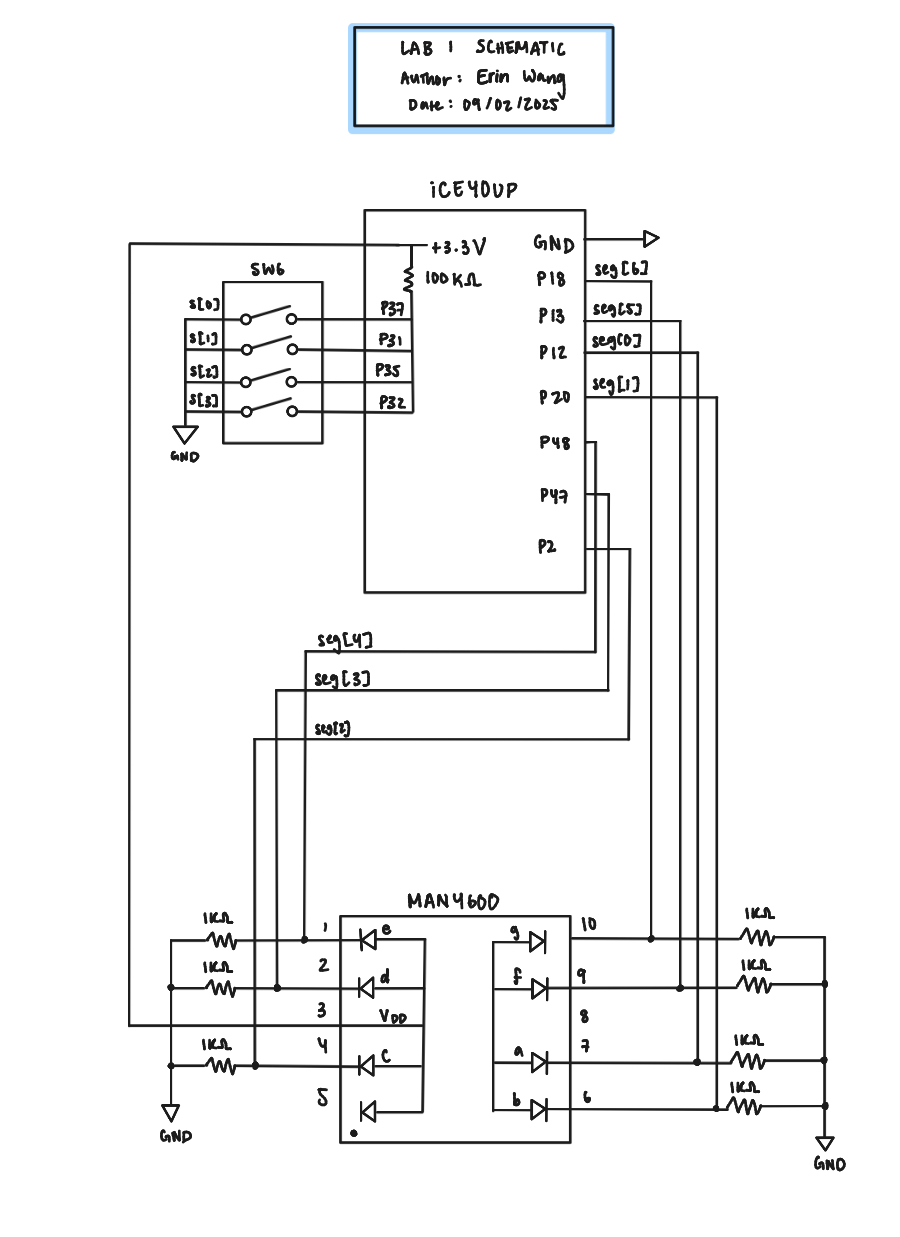 LAB 1 SCHEMATIC
Author: Erin Wang
Date: 09/02/2025
iCE40UP
+3.3V
GND
SW6
100KΩ
P18
seg[6]
s[0]
P37
P13
seg[5]
s[1]
P31
P12
seg[0]
s[2]
P35
P20
seg[1]
s[3]
P32
GND
P48
P47
P2
seg[4]
seg[3]
seg[2]
MAN4600
1KΩ
1
e
g
10
1KΩ
1KΩ
2
d
f
9
1KΩ
3
VDD
8
1KΩ
4
C
a
7
1KΩ
5
b
6
1KΩ
GND
GND